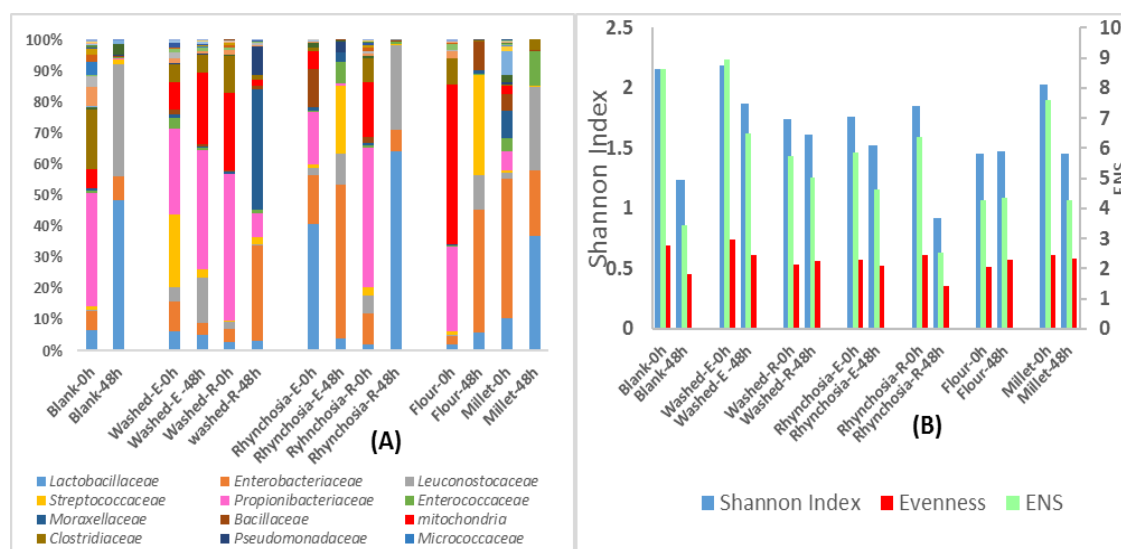 100%
90%
80%
70%
60%
50%
40%
30%
20%
10%
0%
Blank-0h
Blank-48h
Washed-E-0h
Washed-E-48h
Washed-R-0h
washed-R-48h
Rhynchosia-E-0h
Rhynchosia-E-48h
Ryhnchosia-R-0h
Rhynchosia-R-48h
Flour-0h
Flour-48h
Millet-0h
Millet-48h
(A)
Lactobacillaceae Enterobacteriaceae Leuconostocaceae
Streptococcaceae Propionibacteriaceae Enterococcaceae
Moraxellaceae Bacillaceae mitochondria
Clostridiaceae Pseudomonadaceae Micrococcaceae
Shannon Index
2.5
2
1.5
1
0.5
0
10
9
8
7
6
5
4
3
2
1
0
ENS
Blank-0h
Blank-48h
Washed-E-0h
Washed-E -48h
Washed-R-0h
Washed-R-48h
Rhynchosia-E-0h
Rhynchosia-E-48h
Rhynchosia-R-0h
Rhynchosia-R-48h
Flour-0h
Flour-48h
Millet-0h
Millet-48h
(B)
Shannon Index Evenness ENS